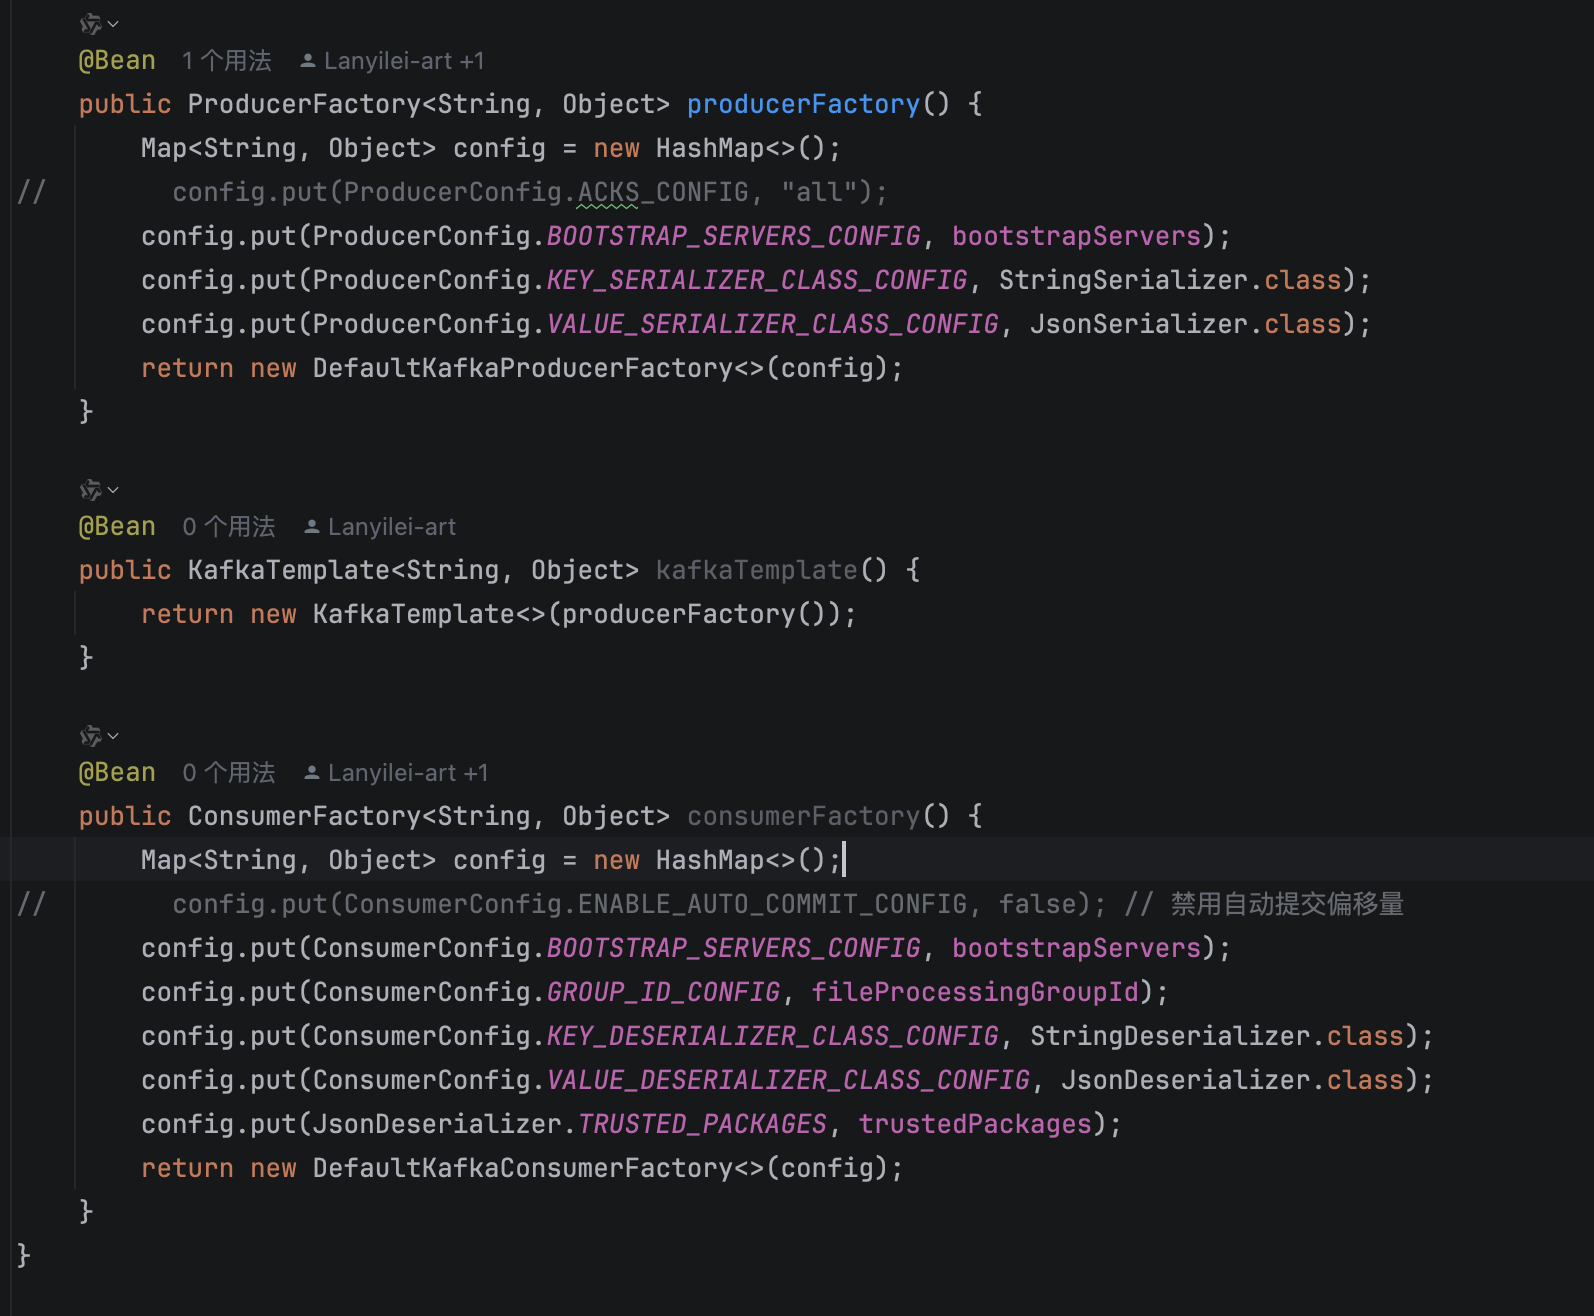 @Bean 1 个用法 Lanyilei-art +1
public ProducerFactory<String, Object> producerFactory() {
Map<String, Object> config = new HashMap<>();
// config.put(ProducerConfig.ACKS_CONFIG, "all");
config.put(ProducerConfig.BOOTSTRAP_SERVERS_CONFIG, bootstrapServers);
config.put(ProducerConfig.KEY_SERIALIZER_CLASS_CONFIG, StringSerializer.class);
config.put(ProducerConfig.VALUE_SERIALIZER_CLASS_CONFIG, JsonSerializer.class);
return new DefaultKafkaProducerFactory<>(config);
}
@Bean 0 个用法 Lanyilei-art
public KafkaTemplate<String, Object> kafkaTemplate() {
return new KafkaTemplate<>(producerFactory());
}
@Bean 0 个用法 Lanyilei-art +1
public ConsumerFactory<String, Object> consumerFactory() {
Map<String, Object> config = new HashMap<>();
// config.put(ConsumerConfig.ENABLE_AUTO_COMMIT_CONFIG, false); // 禁用自动提交偏移量
config.put(ConsumerConfig.BOOTSTRAP_SERVERS_CONFIG, bootstrapServers);
config.put(ConsumerConfig.GROUP_ID_CONFIG, fileProcessingGroupId);
config.put(ConsumerConfig.KEY_DESERIALIZER_CLASS_CONFIG, StringDeserializer.class);
config.put(ConsumerConfig.VALUE_DESERIALIZER_CLASS_CONFIG, JsonDeserializer.class);
config.put(JsonDeserializer.TRUSTED_PACKAGES, trustedPackages);
return new DefaultKafkaConsumerFactory<>(config);
}
}